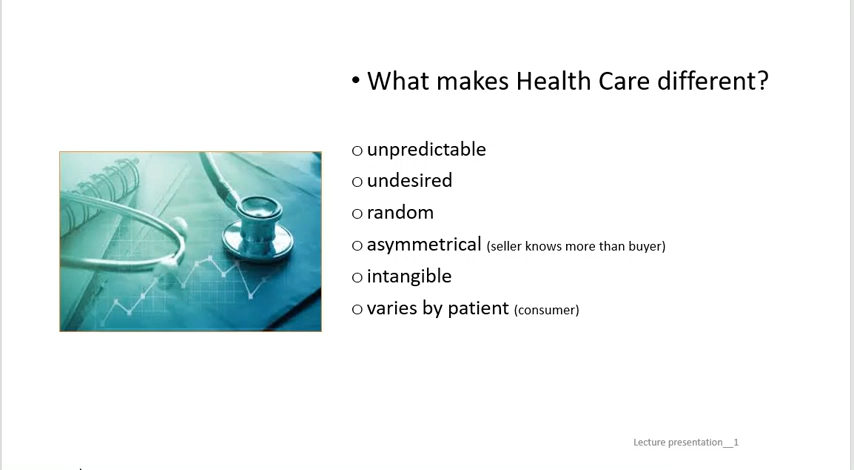 • What makes Health Care different?
o unpredictable
o undesired
o random
o asymmetrical (seller knows more than buyer)
o intangible
o varies by patient (consumer)
Lecture presentation__1